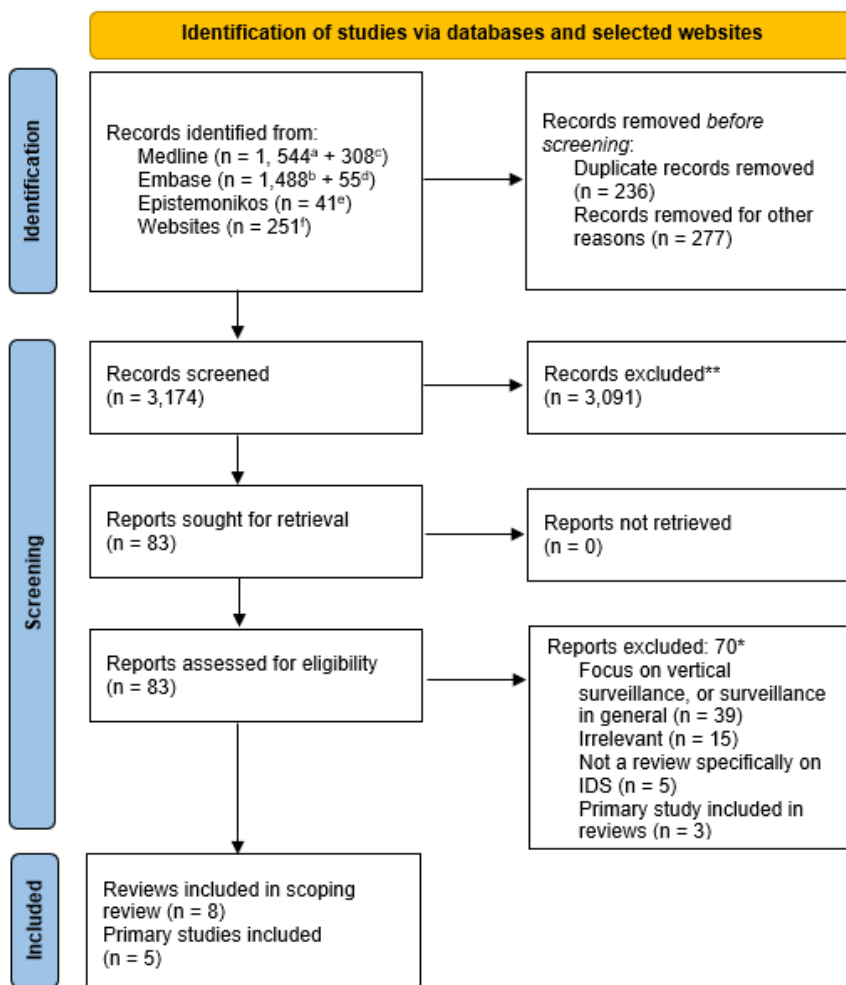 Identification of studies via databases and selected websites
Identification
Records identified from:
Medline (n = 1, 544ᵃ + 308ᶜ)
Embase (n = 1,488ᵇ + 55ᵈ)
Epistemonikos (n = 41ᵉ)
Websites (n = 251ᶠ)
Records removed before
screening:
Duplicate records removed
(n = 236)
Records removed for other
reasons (n = 277)
Screening
Records screened
(n = 3,174)
Records excluded**
(n = 3,091)
Reports sought for retrieval
(n = 83)
Reports not retrieved
(n = 0)
Reports assessed for eligibility
(n = 83)
Reports excluded: 70*
Focus on vertical
surveillance, or surveillance
in general (n = 39)
Irrelevant (n = 15)
Not a review specifically on
IDS (n = 5)
Primary study included in
reviews (n = 3)
Included
Reviews included in scoping
review (n = 8)
Primary studies included
(n = 5)